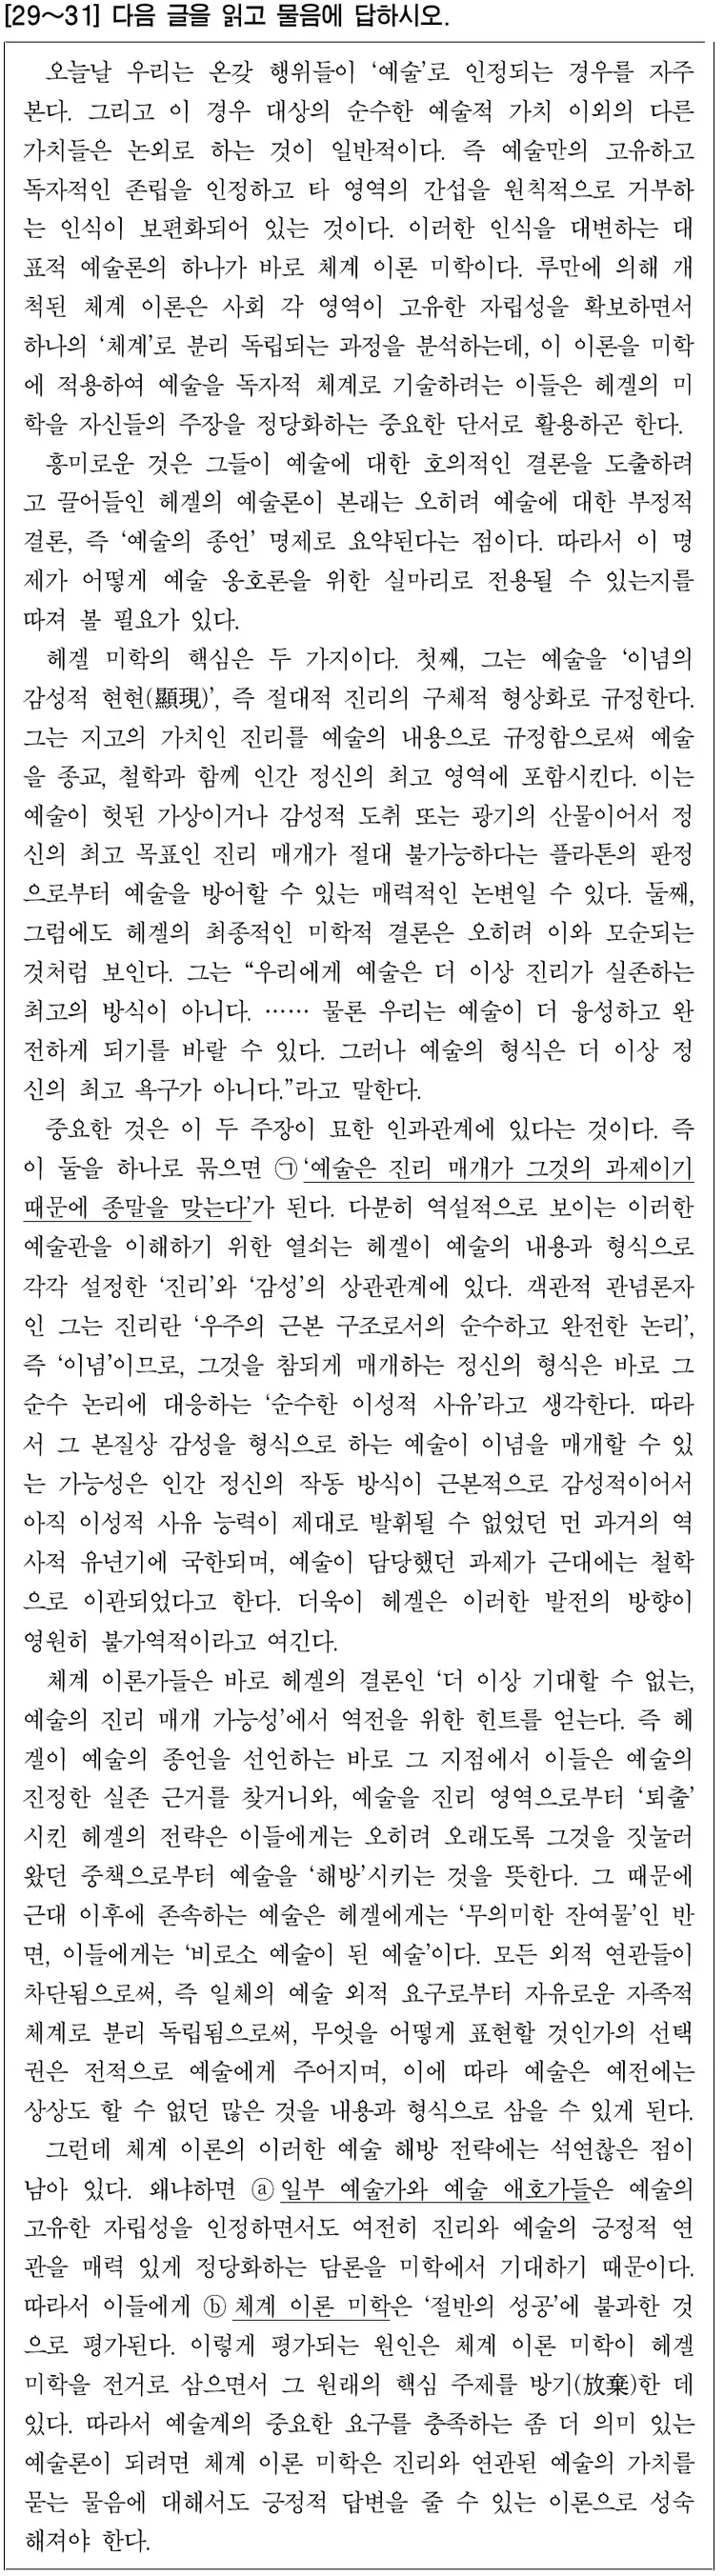 [29~31] 다음 글을 읽고 물음에 답하시오.
오늘날 우리는 온갖 행위들이 ‘예술’로 인정되는 경우를 자주
본다. 그리고 이 경우 대상의 순수한 예술적 가치 이외의 다른
가치들은 논외로 하는 것이 일반적이다. 즉 예술만의 고유하고
독자적인 존립을 인정하고 타 영역의 간섭을 원칙적으로 거부하
는 인식이 보편화되어 있는 것이다. 이러한 인식을 대변하는 대
표적 예술론의 하나가 바로 체계 이론 미학이다. 루만에 의해 개
척된 체계 이론은 사회 각 영역이 고유한 자립성을 확보하면서
하나의 ‘체계’로 분리 독립되는 과정을 분석하는데, 이 이론을 미학
에 적용하여 예술을 독자적 체계로 기술하려는 이들은 헤겔의 미
학을 자신들의 주장을 정당화하는 중요한 단서로 활용하곤 한다.
흥미로운 것은 그들이 예술에 대한 호의적인 결론을 도출하려
고 끌어들인 헤겔의 예술론이 본래는 오히려 예술에 대한 부정적
결론, 즉 ‘예술의 종언’ 명제로 요약된다는 점이다. 따라서 이 명
제가 어떻게 예술 옹호론을 위한 실마리로 전용될 수 있는지를
따져 볼 필요가 있다.
헤겔 미학의 핵심은 두 가지이다. 첫째, 그는 예술을 ‘이념의
감성적 현현(顯現)’, 즉 절대적 진리의 구체적 형상화로 규정한다.
그는 지고의 가치인 진리를 예술의 내용으로 규정함으로써 예술
을 종교, 철학과 함께 인간 정신의 최고 영역에 포함시킨다. 이는
예술이 헛된 가상이거나 감성적 도취 또는 광기의 산물이어서 정
신의 최고 목표인 진리 매개가 절대 불가능하다는 플라톤의 판정
으로부터 예술을 방어할 수 있는 매력적인 논변일 수 있다. 둘째,
그럼에도 헤겔의 최종적인 미학적 결론은 오히려 이와 모순되는
것처럼 보인다. 그는 “우리에게 예술은 더 이상 진리가 실존하는
최고의 방식이 아니다. …… 물론 우리는 예술이 더 융성하고 완
전하게 되기를 바랄 수 있다. 그러나 예술의 형식은 더 이상 정
신의 최고 욕구가 아니다.”라고 말한다.
중요한 것은 이 두 주장이 묘한 인과관계에 있다는 것이다. 즉
이 둘을 하나로 묶으면 ㉠‘예술은 진리 매개가 그것의 과제이기
때문에 종말을 맞는다’가 된다. 다분히 역설적으로 보이는 이러한
예술관을 이해하기 위한 열쇠는 헤겔이 예술의 내용과 형식으로
각각 설정한 ‘진리’와 ‘감성’의 상관관계에 있다. 객관적 관념론자
인 그는 진리란 ‘우주의 근본 구조로서의 순수하고 완전한 논리’,
즉 ‘이념’이므로, 그것을 참되게 매개하는 정신의 형식은 바로 그
순수 논리에 대응하는 ‘순수한 이성적 사유’라고 생각한다. 따라
서 그 본질상 감성을 형식으로 하는 예술이 이념을 매개할 수 있
는 가능성은 인간 정신의 작동 방식이 근본적으로 감성적이어서
아직 이성적 사유 능력이 제대로 발휘될 수 없었던 먼 과거의 역
사적 유년기에 국한되며, 예술이 담당했던 과제가 근대에는 철학
으로 이관되었다고 한다. 더욱이 헤겔은 이러한 발전의 방향이
영원히 불가역적이라고 여긴다.
체계 이론가들은 바로 헤겔의 결론인 ‘더 이상 기대할 수 없는,
예술의 진리 매개 가능성’에서 역전을 위한 힌트를 얻는다. 즉 헤
겔이 예술의 종언을 선언하는 바로 그 지점에서 이들은 예술의
진정한 실존 근거를 찾거니와, 예술을 진리 영역으로부터 ‘퇴출’
시킨 헤겔의 전략은 이들에게는 오히려 오래도록 그것을 짓눌러
왔던 중책으로부터 예술을 ‘해방’시키는 것을 뜻한다. 그 때문에
근대 이후에 존속하는 예술은 헤겔에게는 ‘무의미한 잔여물’인 반
면, 이들에게는 ‘비로소 예술이 된 예술’이다. 모든 외적 연관들이
차단됨으로써, 즉 일체의 예술 외적 요구로부터 자유로운 자족적
체계로 분리 독립됨으로써, 무엇을 어떻게 표현할 것인가의 선택
권은 전적으로 예술에게 주어지며, 이에 따라 예술은 예전에는
상상도 할 수 없던 많은 것을 내용과 형식으로 삼을 수 있게 된다.
그런데 체계 이론의 이러한 예술 해방 전략에는 석연찮은 점이
남아 있다. 왜냐하면 ⓐ일부 예술가와 예술 애호가들은 예술의
고유한 자립성을 인정하면서도 여전히 진리와 예술의 긍정적 연
관을 매력 있게 정당화하는 담론을 미학에서 기대하기 때문이다.
따라서 이들에게 ⓑ체계 이론 미학은 ‘절반의 성공’에 불과한 것
으로 평가된다. 이렇게 평가되는 원인은 체계 이론 미학이 헤겔
미학을 전거로 삼으면서 그 원래의 핵심 주제를 방기(放棄)한 데
있다. 따라서 예술계의 중요한 요구를 충족하는 좀 더 의미 있는
예술론이 되려면 체계 이론 미학은 진리와 연관된 예술의 가치를
묻는 물음에 대해서도 긍정적 답변을 줄 수 있는 이론으로 성숙
해져야 한다.